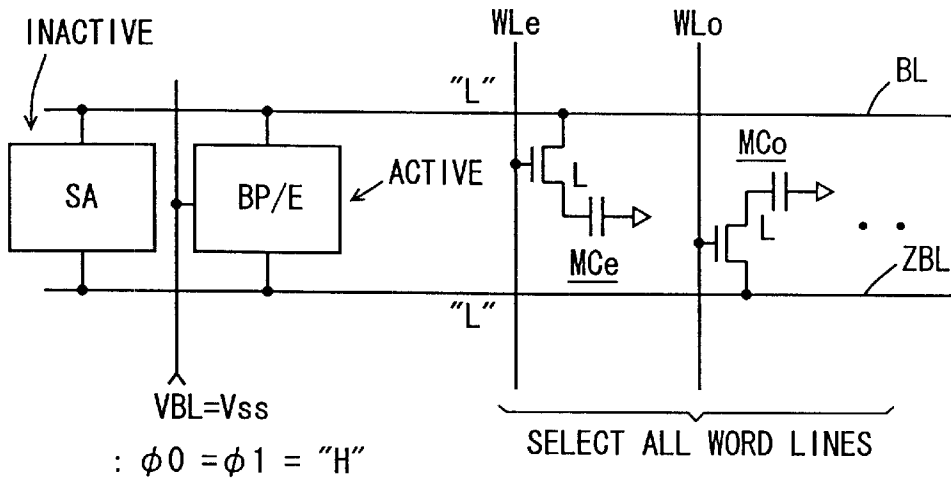 INACTIVE
WLe
WLo
"L"
BL
SA
BP/E
ACTIVE
L
MCe
MCo
L
ZBL
"L"
VBL=Vss
: φ0 = φ1 = "H"
SELECT ALL WORD LINES